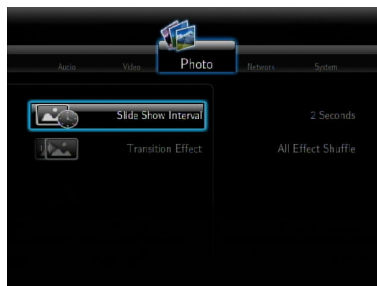 Audio Video Photo Network System
Slide Show Interval 2 Seconds
Transition Effect All Effect Shuffle